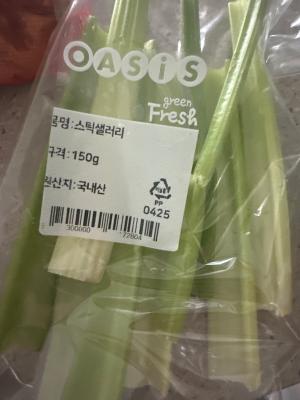 OASIS
green
Fresh
품명 : 스틱샐러리
규격 : 150g
원산지 : 국내산
PP
0425